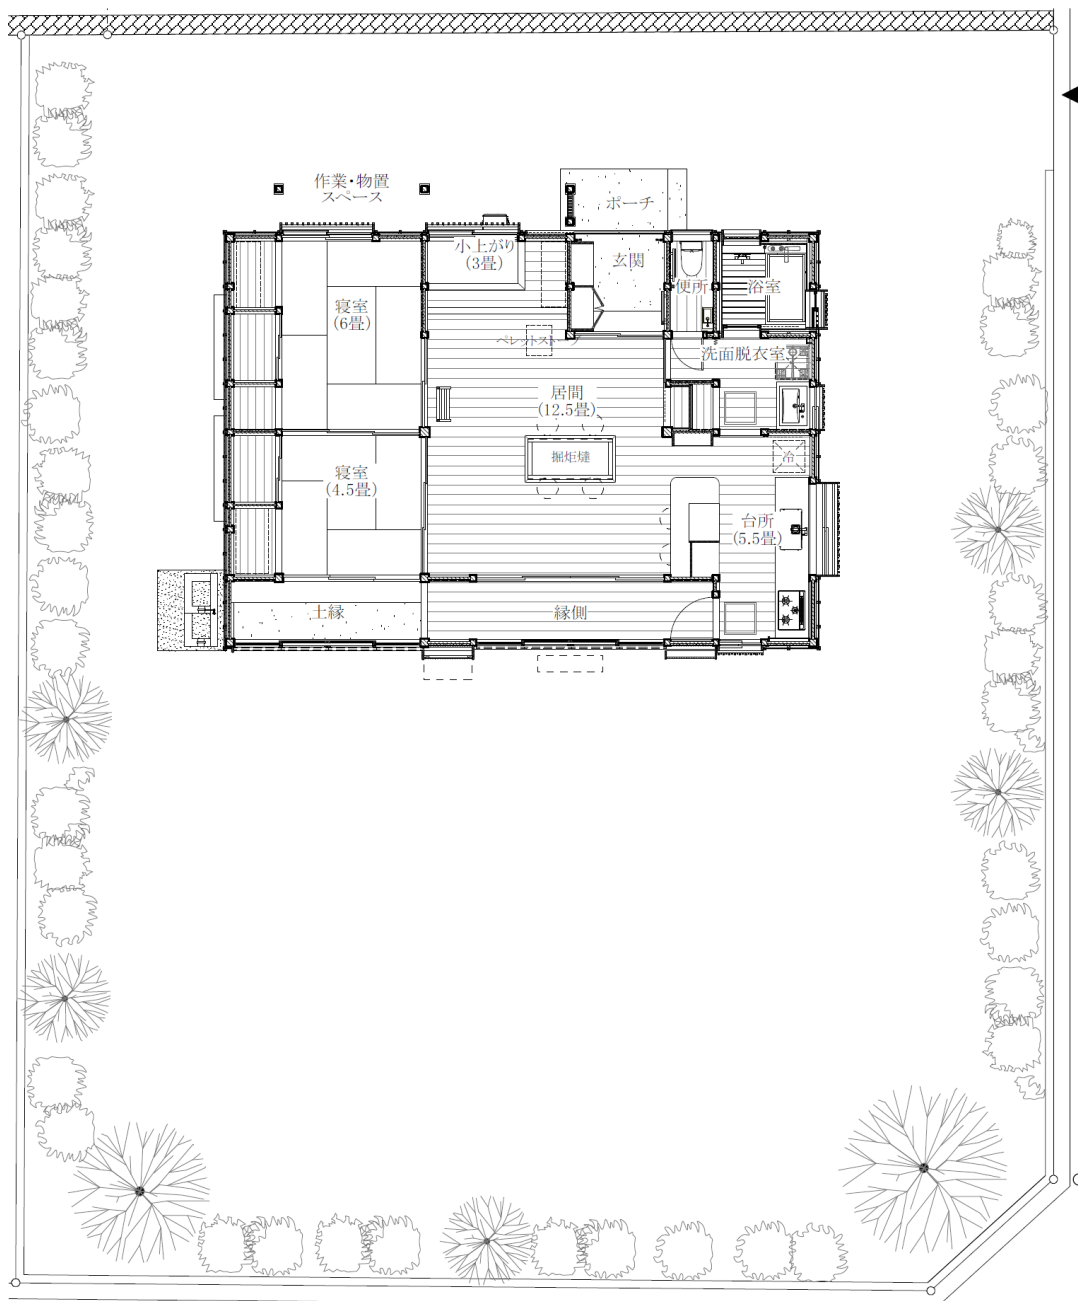 作業・物置
スペース
ポーチ
小上がり
(3畳)
玄関
便所
浴室
寝室
(6畳)
ペレットストーブ
洗面脱衣室
居間
(12.5畳)
掘炬燵
冷
寝室
(4.5畳)
台所
(5.5畳)
土縁
縁側